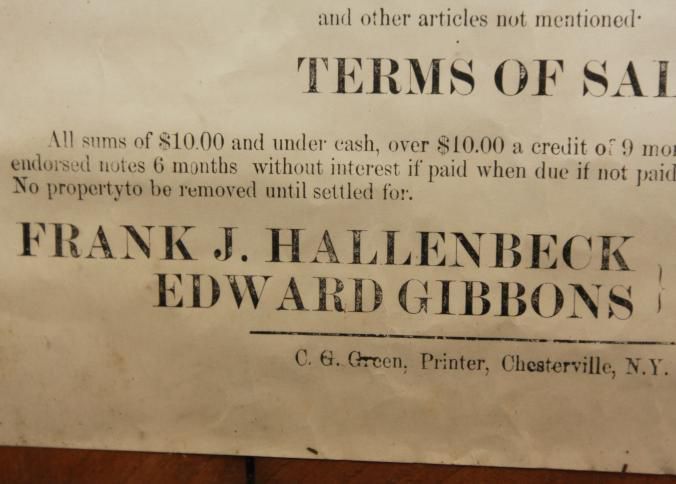 and other articles not mentioned·
TERMS OF SAL
All sums of $10.00 and under cash, over $10.00 a credit of 9 mon
endorsed notes 6 months without interest if paid when due if not paid
No propertyto be removed until settled for.
FRANK J. HALLENBECK
EDWARD GIBBONS }
C. G. Green, Printer, Chesterville, N.Y.